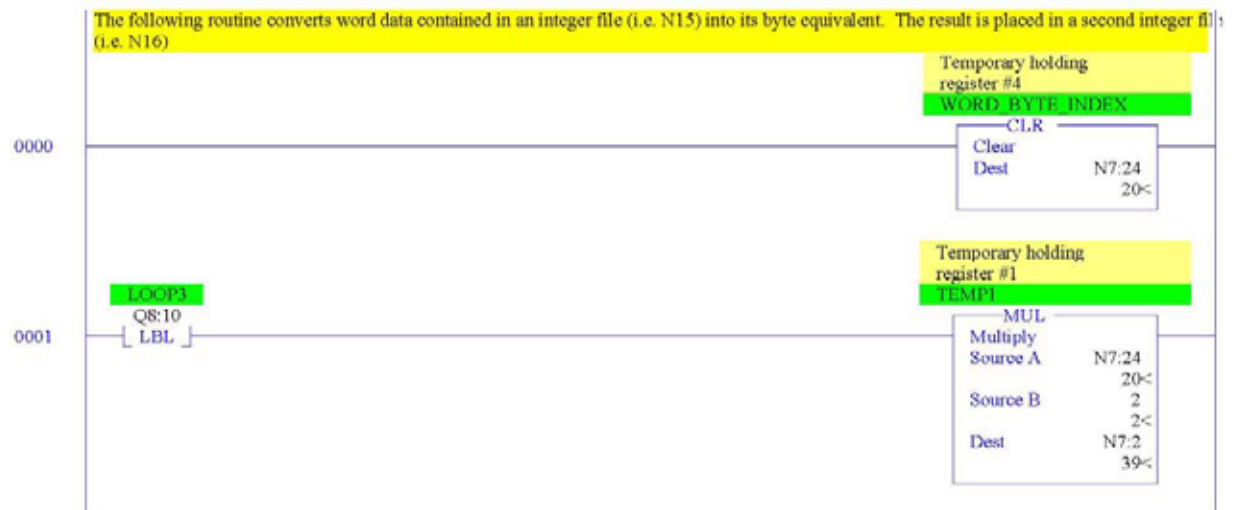 The following routine converts word data contained in an integer file (i.e. N15) into its byte equivalent. The result is placed in a second integer file
(i.e. N16)
Temporary holding
register #4
WORD_BYTE_INDEX
CLR
0000
Clear
Dest N7:24
20<
Temporary holding
register #1
LOOP3
TEMP1
Q8:10
MUL
0001
LBL
Multiply
Source A N7:24
20<
Source B 2
2<
Dest N7:2
39<